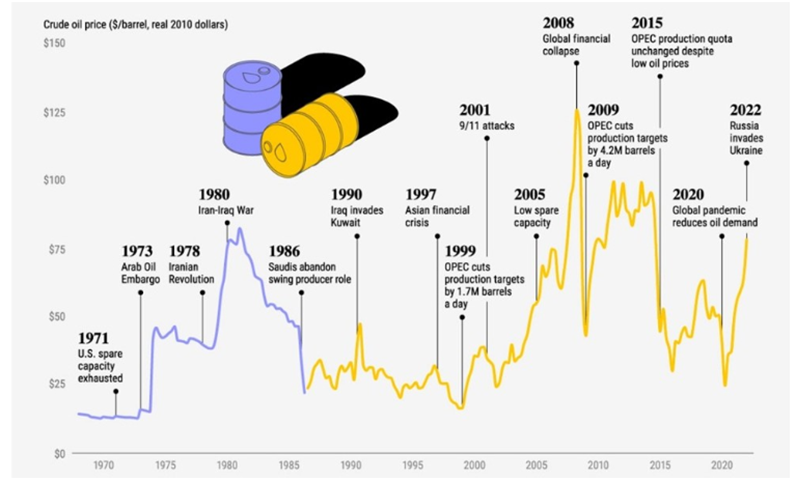 Crude oil price ($/barrel, real 2010 dollars)
$150
$125
$100
$75
$50
$25
$0
1971
U.S. spare
capacity
exhausted
1973
Arab Oil
Embargo
1978
Iranian
Revolution
1980
Iran-Iraq War
1986
Saudis abandon
swing producer role
1990
Iraq invades
Kuwait
1997
Asian financial
crisis
1999
OPEC cuts
production targets
by 1.7M barrels
a day
2001
9/11 attacks
2005
Low spare
capacity
2008
Global financial
collapse
2009
OPEC cuts
production targets
by 4.2M barrels
a day
2015
OPEC production quota
unchanged despite
low oil prices
2020
Global pandemic
reduces oil demand
2022
Russia
invades
Ukraine
1970
1975
1980
1985
1990
1995
2000
2005
2010
2015
2020